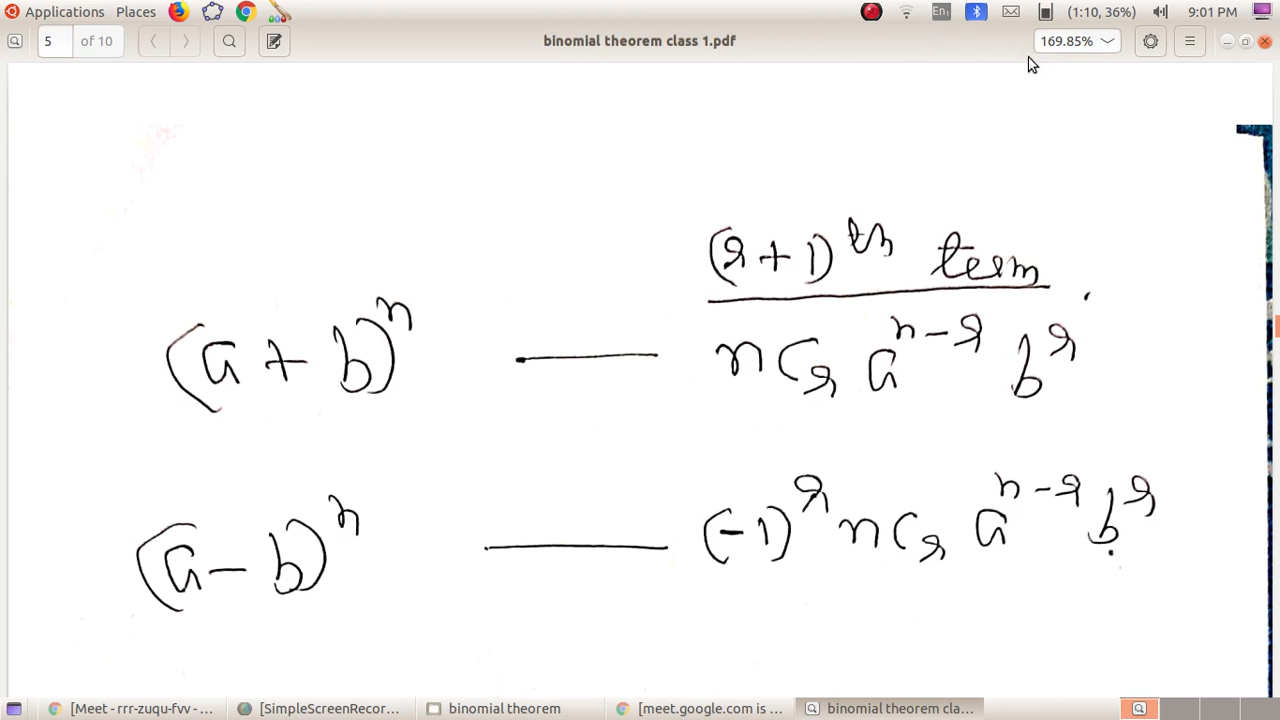 Applications Places En₁ (1:10, 36%) 9:01 PM
5 of 10 binomial theorem class 1.pdf 169.85%
(r+1)ᵗʰ term
(a + b)ⁿ — nCᵣ aⁿ⁻ʳ bʳ
(a - b)ⁿ — (-1)ʳ nCᵣ aⁿ⁻ʳ bʳ
[Meet - rrr-zuqu-fvv - ... [SimpleScreenRecor... binomial theorem [meet.google.com is ... binomial theorem cla...